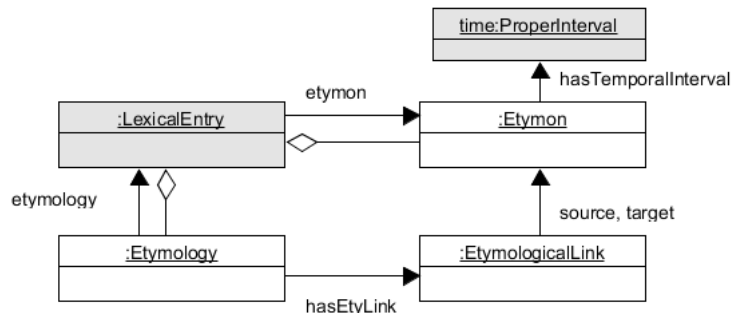 time:ProperInterval
hasTemporalInterval
etymon
:LexicalEntry
:Etymon
etymology
source, target
:Etymology
:EtymologicalLink
hasEtyLink